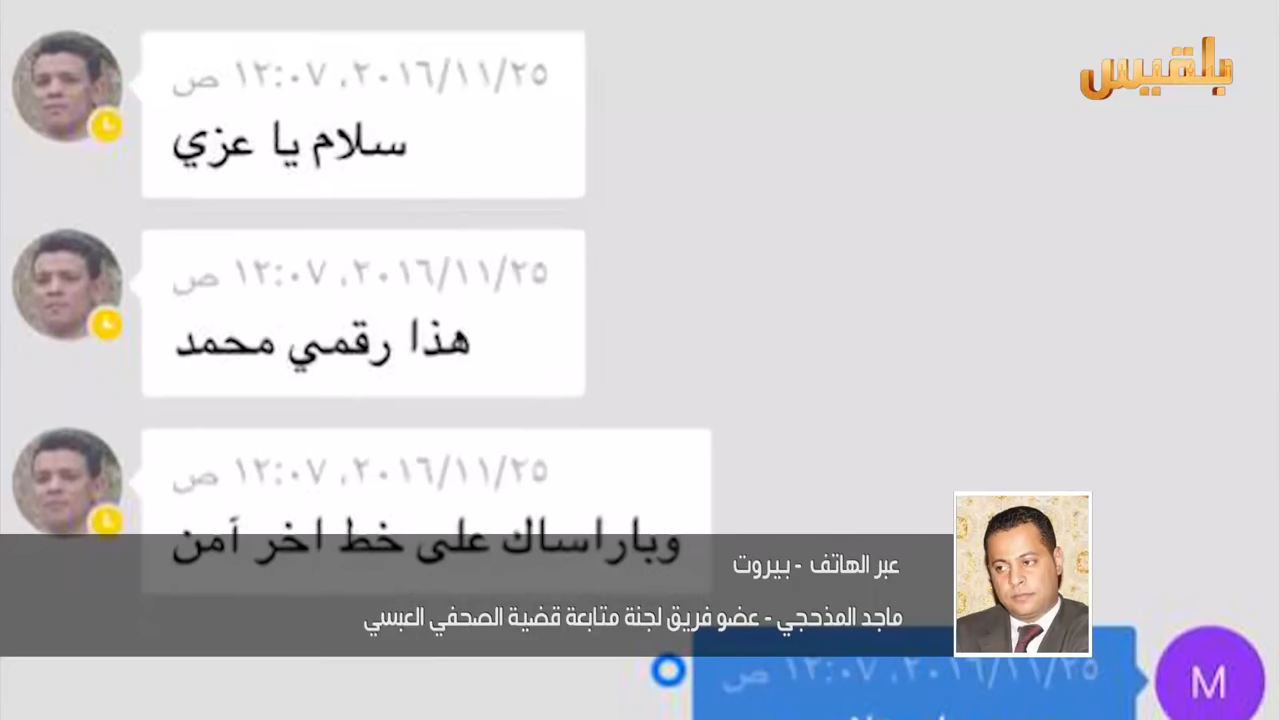 بلقيس
٢٠١٦/١١/٢٥، ١٢:٠٧ ص
سلام يا عزي
٢٠١٦/١١/٢٥، ١٢:٠٧ ص
هذا رقمي محمد
٢٠١٦/١١/٢٥، ١٢:٠٧ ص
وباراساك على خط اخر آمن
عبر الهاتف - بيروت
ماجد المذحجي - عضو فريق لجنة متابعة قضية الصحفي العبسي
٢٠١٦/١١/٢٥، ١٢:٠٧ ص
M